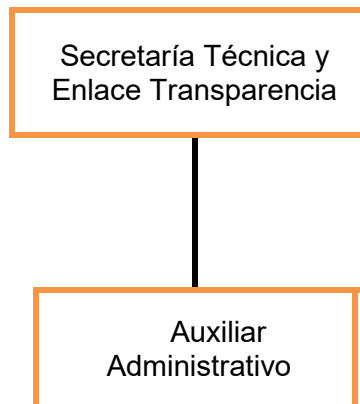 Secretaría Técnica y
Enlace Transparencia
Auxiliar
Administrativo